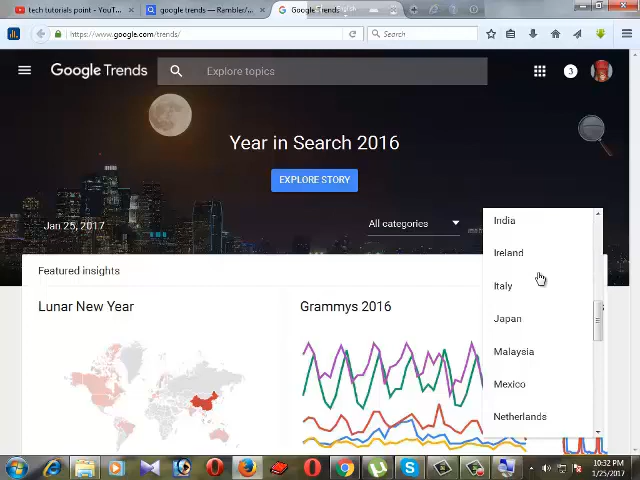 tech tutorials point - YouT...
google trends — Rambler/...
Google Trends
https://www.google.com/trends/
Search
Google Trends
Explore topics
3
Year in Search 2016
EXPLORE STORY
Jan 25, 2017
All categories
India
Ireland
Italy
Japan
Malaysia
Mexico
Netherlands
Featured insights
Lunar New Year
Grammys 2016
10:32 PM
1/25/2017